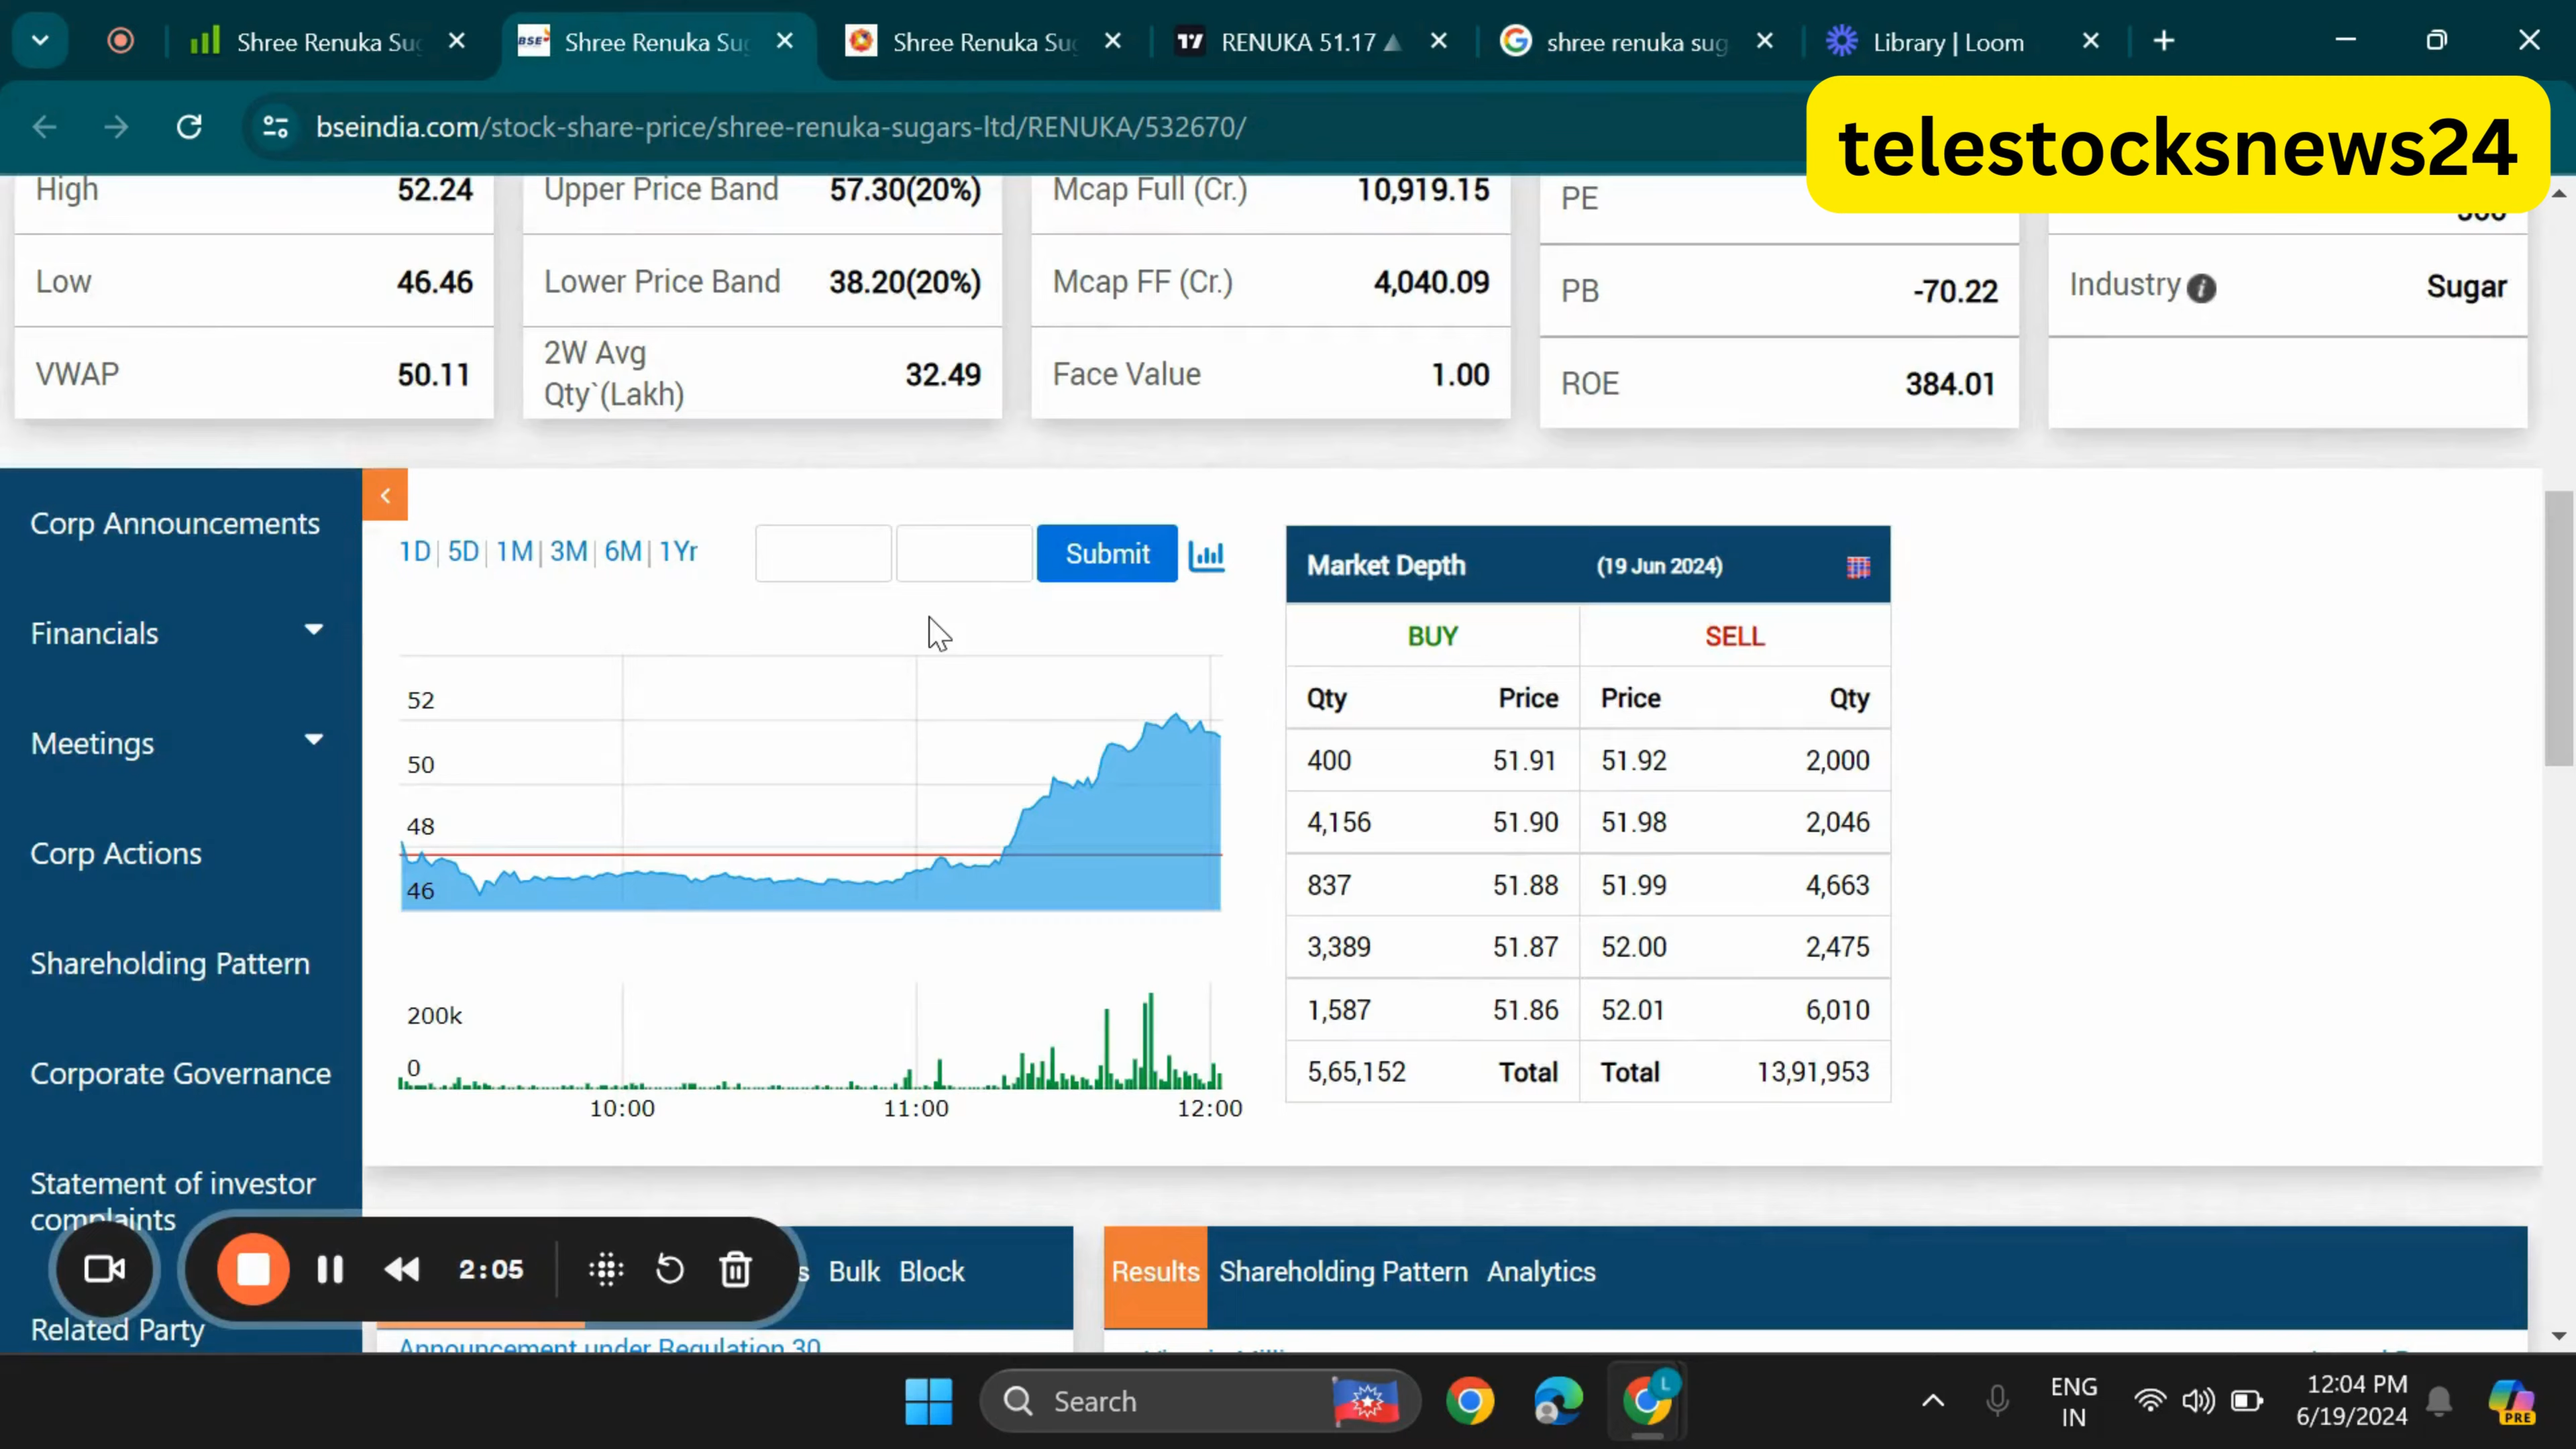 Shree Renuka Su
Shree Renuka Su
Shree Renuka Su
RENUKA 51.17
shree renuka sug
Library | Loom
bseindia.com/stock-share-price/shree-renuka-sugars-ltd/RENUKA/532670/
telestocksnews24
High 52.24
Low 46.46
VWAP 50.11
Upper Price Band 57.30(20%)
Lower Price Band 38.20(20%)
2W Avg
Qty`(Lakh) 32.49
Mcap Full (Cr.) 10,919.15
Mcap FF (Cr.) 4,040.09
Face Value 1.00
PE
PB -70.22
ROE 384.01
Industry Sugar
Corp Announcements
Financials
Meetings
Corp Actions
Shareholding Pattern
Corporate Governance
Statement of investor
complaints
Related Party
1D | 5D | 1M | 3M | 6M | 1Yr
Submit
52
50
48
46
200k
0
10:00 11:00 12:00
Market Depth (19 Jun 2024)
BUY SELL
Qty Price Price Qty
400 51.91 51.92 2,000
4,156 51.90 51.98 2,046
837 51.88 51.99 4,663
3,389 51.87 52.00 2,475
1,587 51.86 52.01 6,010
5,65,152 Total Total 13,91,953
2:05
s Bulk Block
Results Shareholding Pattern Analytics
Announcement under Regulation 30
Search
ENG
IN
12:04 PM
6/19/2024
PRE